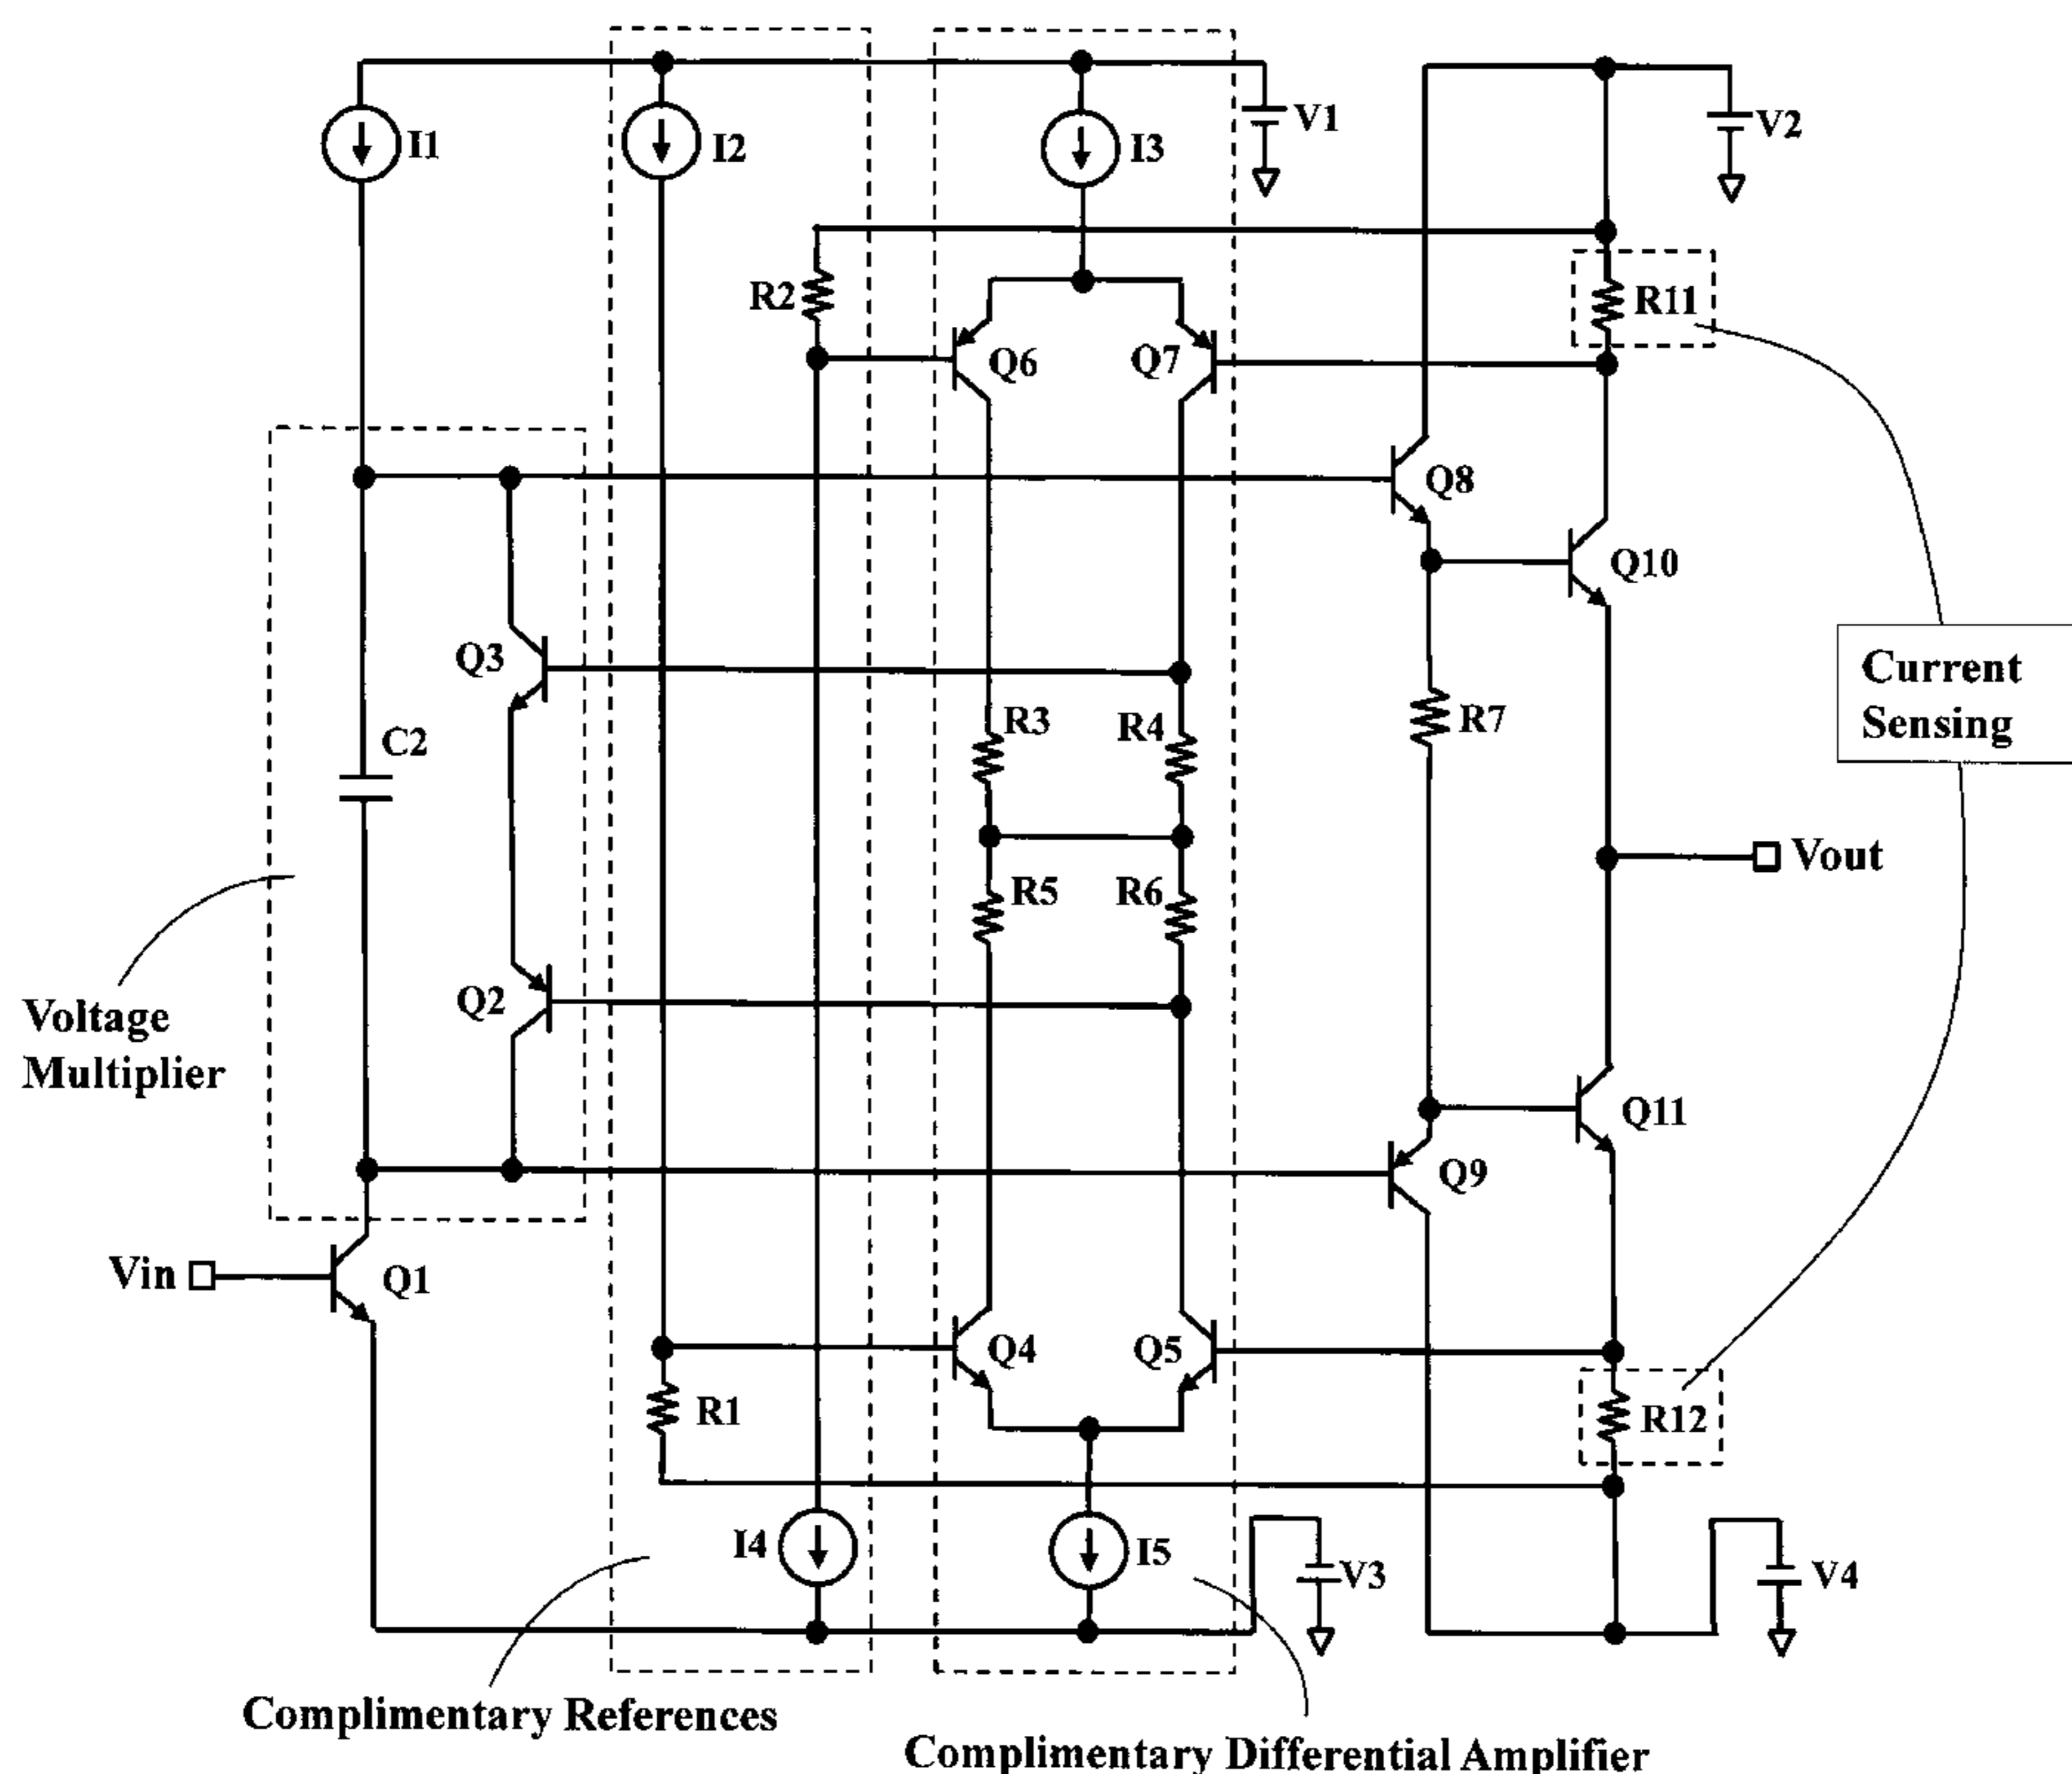 I1
I2
I3
V1
V2
R2
R11
Q6
Q7
Q8
Q10
Q3
Current
Sensing
R3
R4
R7
C2
Vout
R5
R6
Q2
Voltage
Multiplier
Q11
Q9
Vin
Q1
Q4
Q5
R1
R12
I4
I5
V3
V4
Complimentary References
Complimentary Differential Amplifier